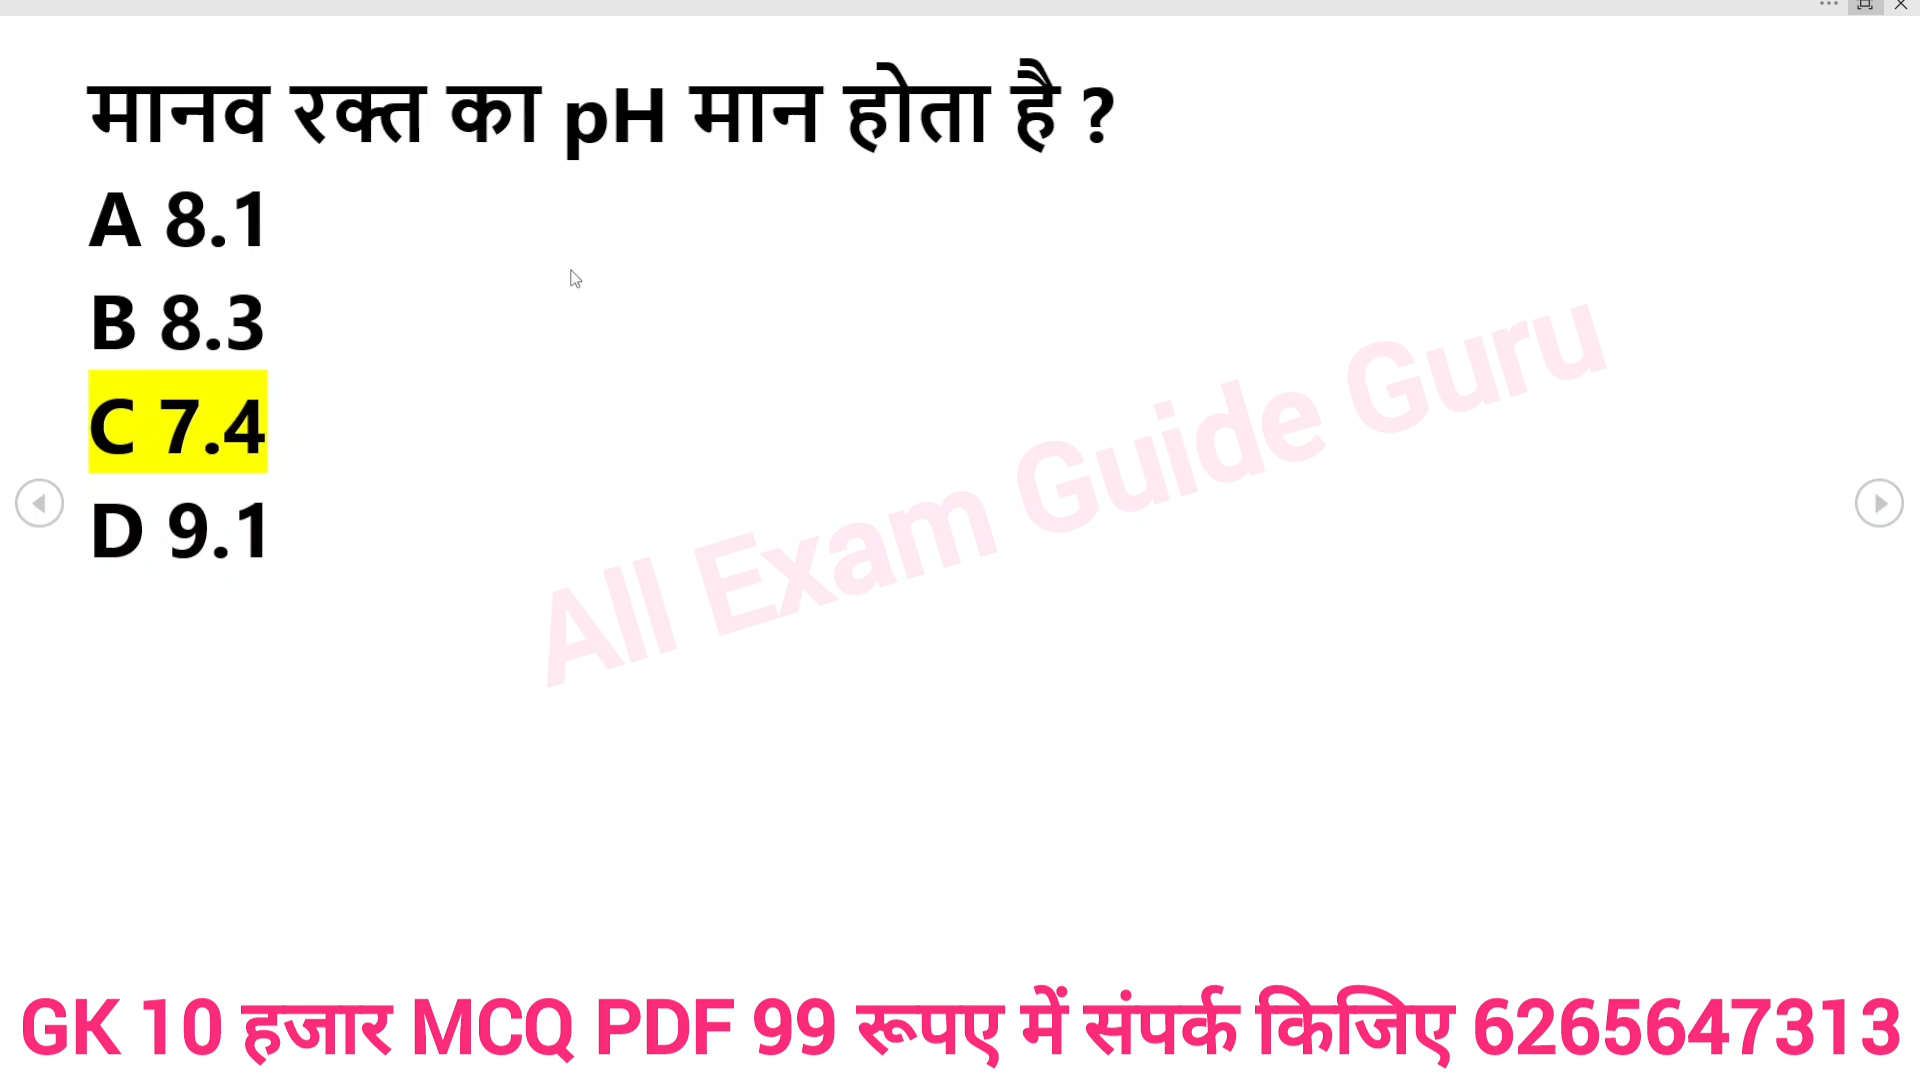 मानव रक्त का pH मान होता है ?
A 8.1
B 8.3
C 7.4
D 9.1
All Exam Guide Guru
GK 10 हजार MCQ PDF 99 रूपए में संपर्क किजिए 6265647313